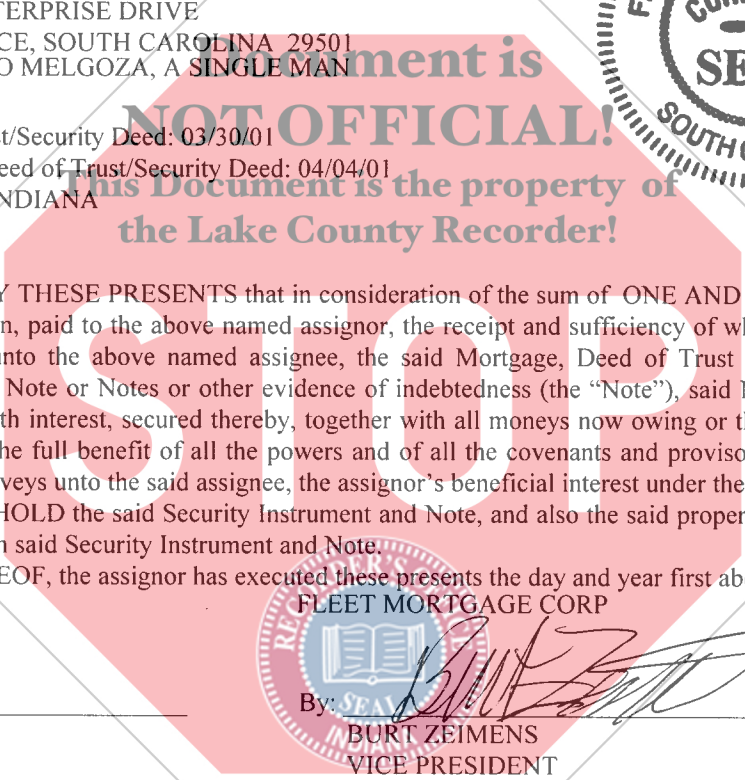 TERPRISE DRIVE
CE, SOUTH CAROLINA 29501
O MELGOZA, A SINGLE MAN
SEA
SOUTH C
Document is
NOT OFFICIAL!
st/Security Deed: 03/30/01
eed of Trust/Security Deed: 04/04/01
NDIANA
This Document is the property of
the Lake County Recorder!
Y THESE PRESENTS that in consideration of the sum of ONE AND
n, paid to the above named assignor, the receipt and sufficiency of wh
unto the above named assignee, the said Mortgage, Deed of Trust
Note or Notes or other evidence of indebtedness (the “Note”), said N
th interest, secured thereby, together with all moneys now owing or th
he full benefit of all the powers and of all the covenants and proviso
veys unto the said assignee, the assignor’s beneficial interest under the
HOLD the said Security Instrument and Note, and also the said proper
n said Security Instrument and Note.
EOF, the assignor has executed these presents the day and year first abo
STOP
FLEET MORTGAGE CORP
RECORDER'S OFFICE
SEAL
INDIANA
By:
BURT ZEIMENS
VICE PRESIDENT